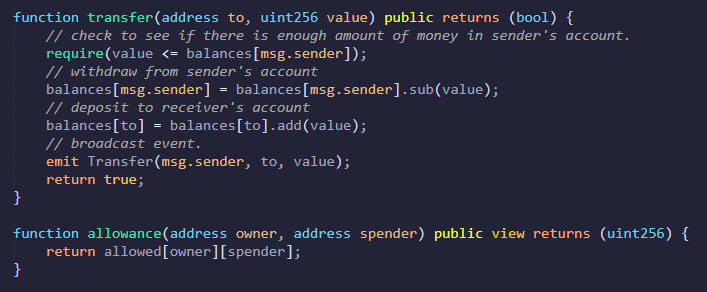 function transfer(address to, uint256 value) public returns (bool) {
    // check to see if there is enough amount of money in sender's account.
    require(value <= balances[msg.sender]);
    // withdraw from sender's account
    balances[msg.sender] = balances[msg.sender].sub(value);
    // deposit to receiver's account
    balances[to] = balances[to].add(value);
    // broadcast event.
    emit Transfer(msg.sender, to, value);
    return true;
}

function allowance(address owner, address spender) public view returns (uint256) {
    return allowed[owner][spender];
}